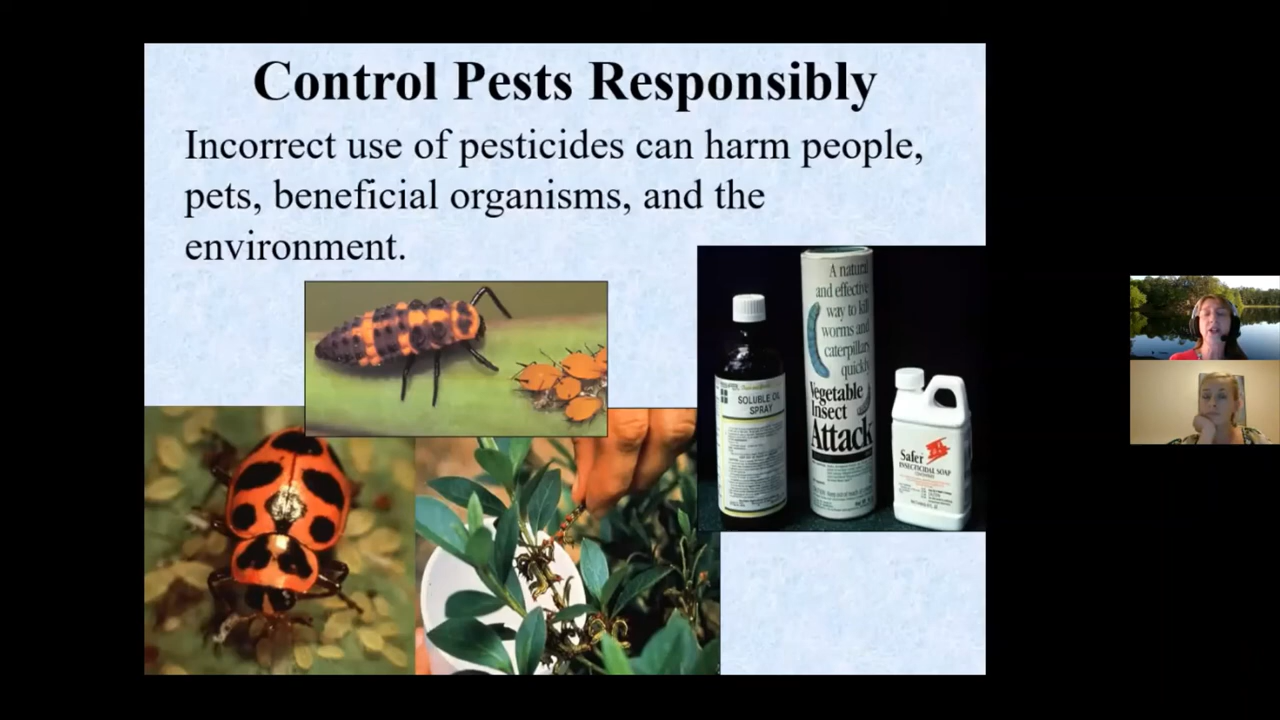 Control Pests Responsibly
Incorrect use of pesticides can harm people,
pets, beneficial organisms, and the
environment.
A natural
and effective
way to kill
worms and
caterpillars
quickly
Vegetable
Insect
Attack
SOLUBLE OIL
SPRAY
Safer
INSECTICIDAL SOAP